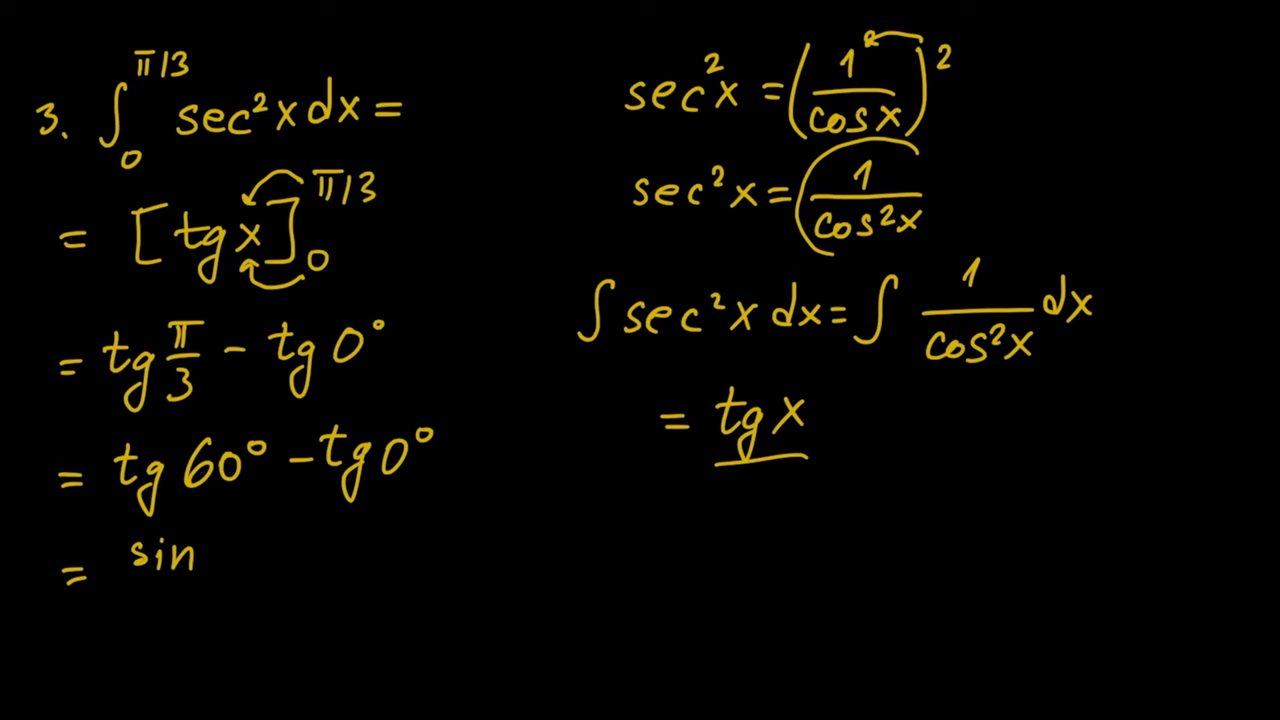 3. ∫₀^{π/3} sec²x dx =
= [tg x]₀^{π/3}
= tg π/3 - tg 0°
= tg 60° - tg 0°
= sin
sec²x = (1/cos x)²
sec²x = (1/cos²x
∫ sec²x dx = ∫ 1/cos²x dx
= tg x